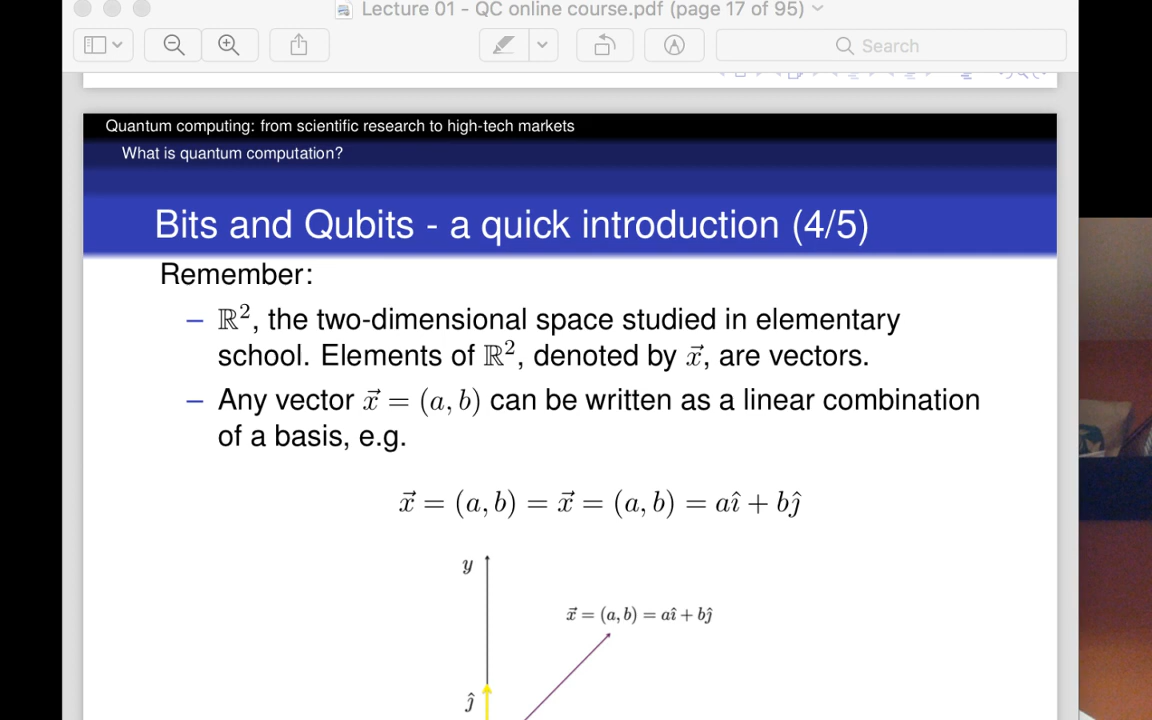 Lecture 01 - QC online course.pdf (page 17 of 95)
Search
Quantum computing: from scientific research to high-tech markets
What is quantum computation?
Bits and Qubits - a quick introduction (4/5)
Remember:
– ℝ², the two-dimensional space studied in elementary
school. Elements of ℝ², denoted by x⃗, are vectors.
– Any vector x⃗ = (a, b) can be written as a linear combination
of a basis, e.g.
x⃗ = (a, b) = x⃗ = (a, b) = aî + bĵ
y
x⃗ = (a, b) = aî + bĵ
ĵ